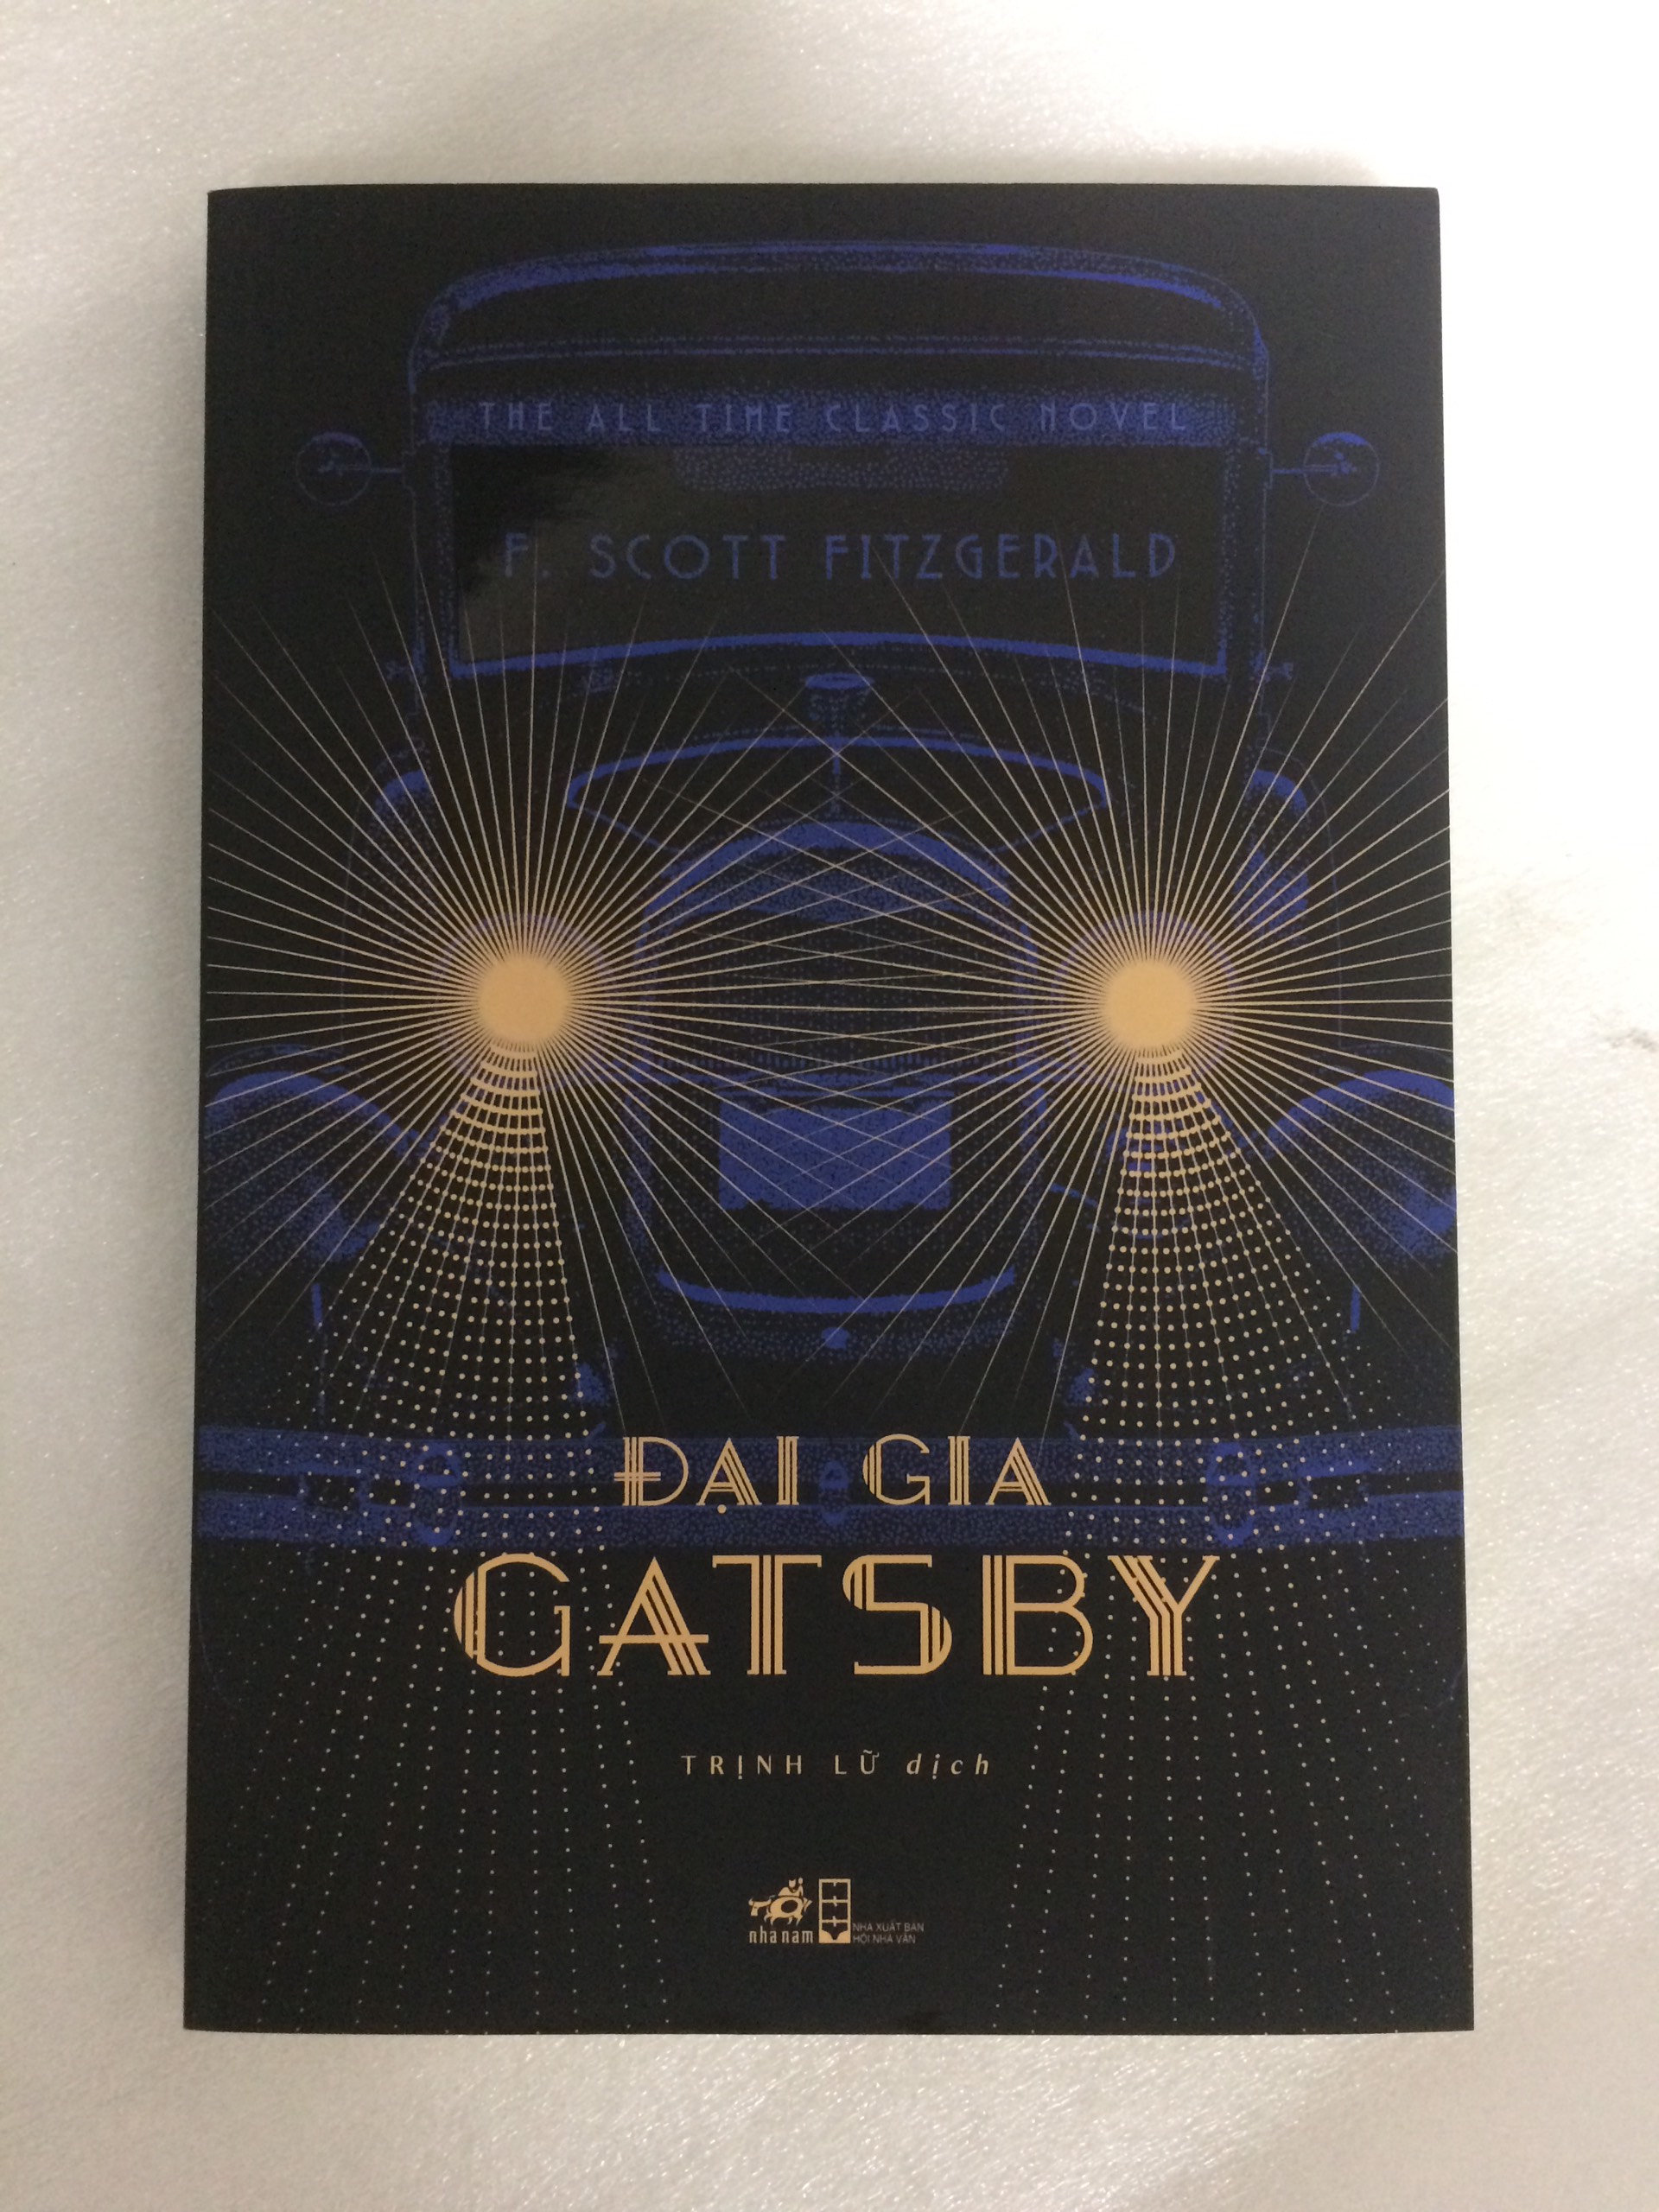 THE ALL TIME CLASSIC NOVEL
F. SCOTT FITZGERALD
ĐẠI GIA
GATSBY
TRỊNH LỮ dịch
nhã nam
NHÀ XUẤT BẢN
HỘI NHÀ VĂN